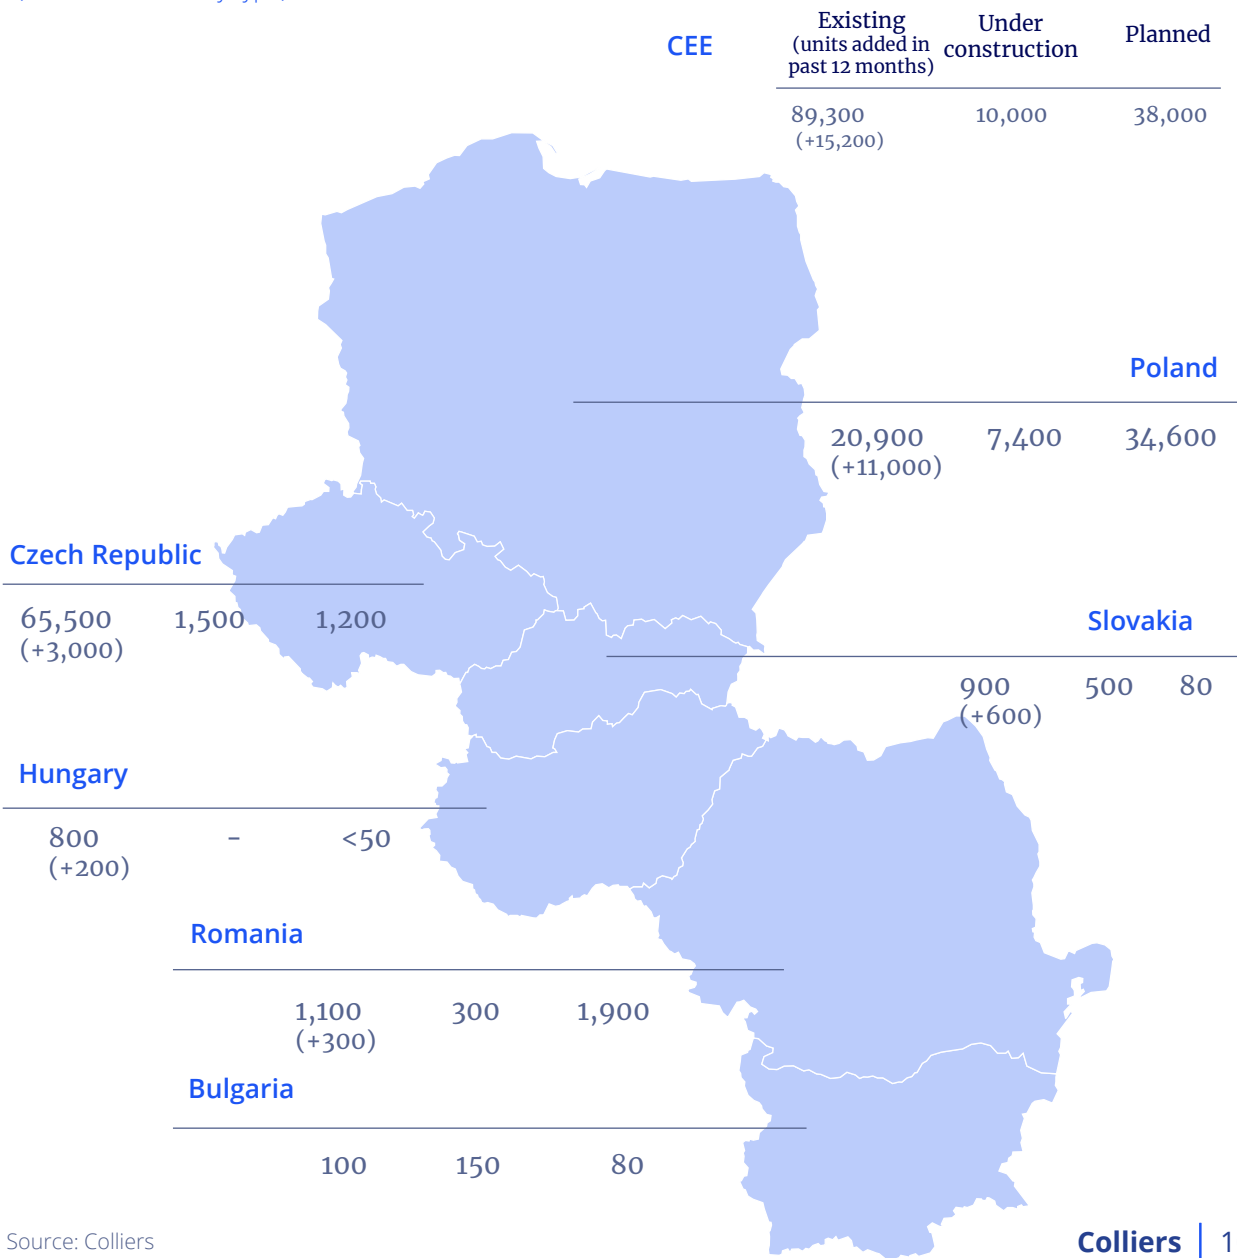 CEE
Existing
(units added in
past 12 months)
Under
construction
Planned
89,300
(+15,200)
10,000
38,000
Poland
20,900
(+11,000)
7,400
34,600
Czech Republic
65,500
(+3,000)
1,500
1,200
Slovakia
900
(+600)
500
80
Hungary
800
(+200)
-
<50
Romania
1,100
(+300)
300
1,900
Bulgaria
100
150
80
Source: Colliers
Colliers | 1